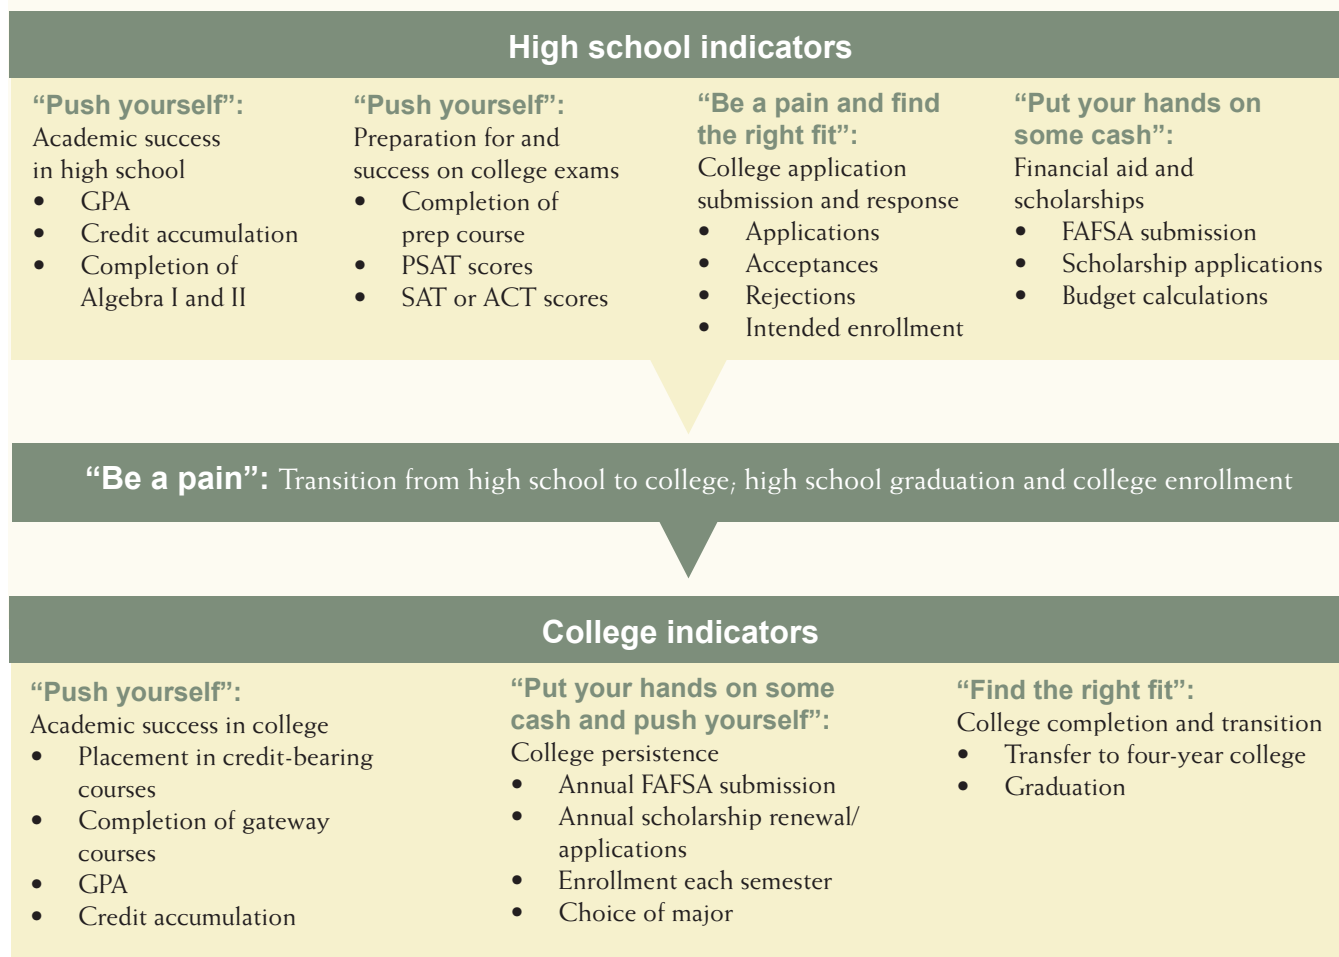 High school indicators
“Push yourself”:
Academic success
in high school
• GPA
• Credit accumulation
• Completion of
Algebra I and II
“Push yourself”:
Preparation for and
success on college exams
• Completion of
prep course
• PSAT scores
• SAT or ACT scores
“Be a pain and find
the right fit”:
College application
submission and response
• Applications
• Acceptances
• Rejections
• Intended enrollment
“Put your hands on
some cash”:
Financial aid and
scholarships
• FAFSA submission
• Scholarship applications
• Budget calculations
“Be a pain”: Transition from high school to college; high school graduation and college enrollment
College indicators
“Push yourself”:
Academic success in college
• Placement in credit-bearing
courses
• Completion of gateway
courses
• GPA
• Credit accumulation
“Put your hands on some
cash and push yourself”:
College persistence
• Annual FAFSA submission
• Annual scholarship renewal/
applications
• Enrollment each semester
• Choice of major
“Find the right fit”:
College completion and transition
• Transfer to four-year college
• Graduation